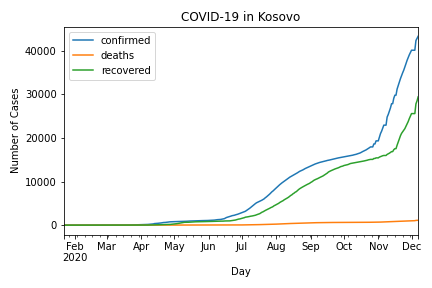 COVID-19 in Kosovo
confirmed
deaths
recovered
Number of Cases
40000
30000
20000
10000
0
Feb Mar Apr May Jun Jul Aug Sep Oct Nov Dec
2020
Day